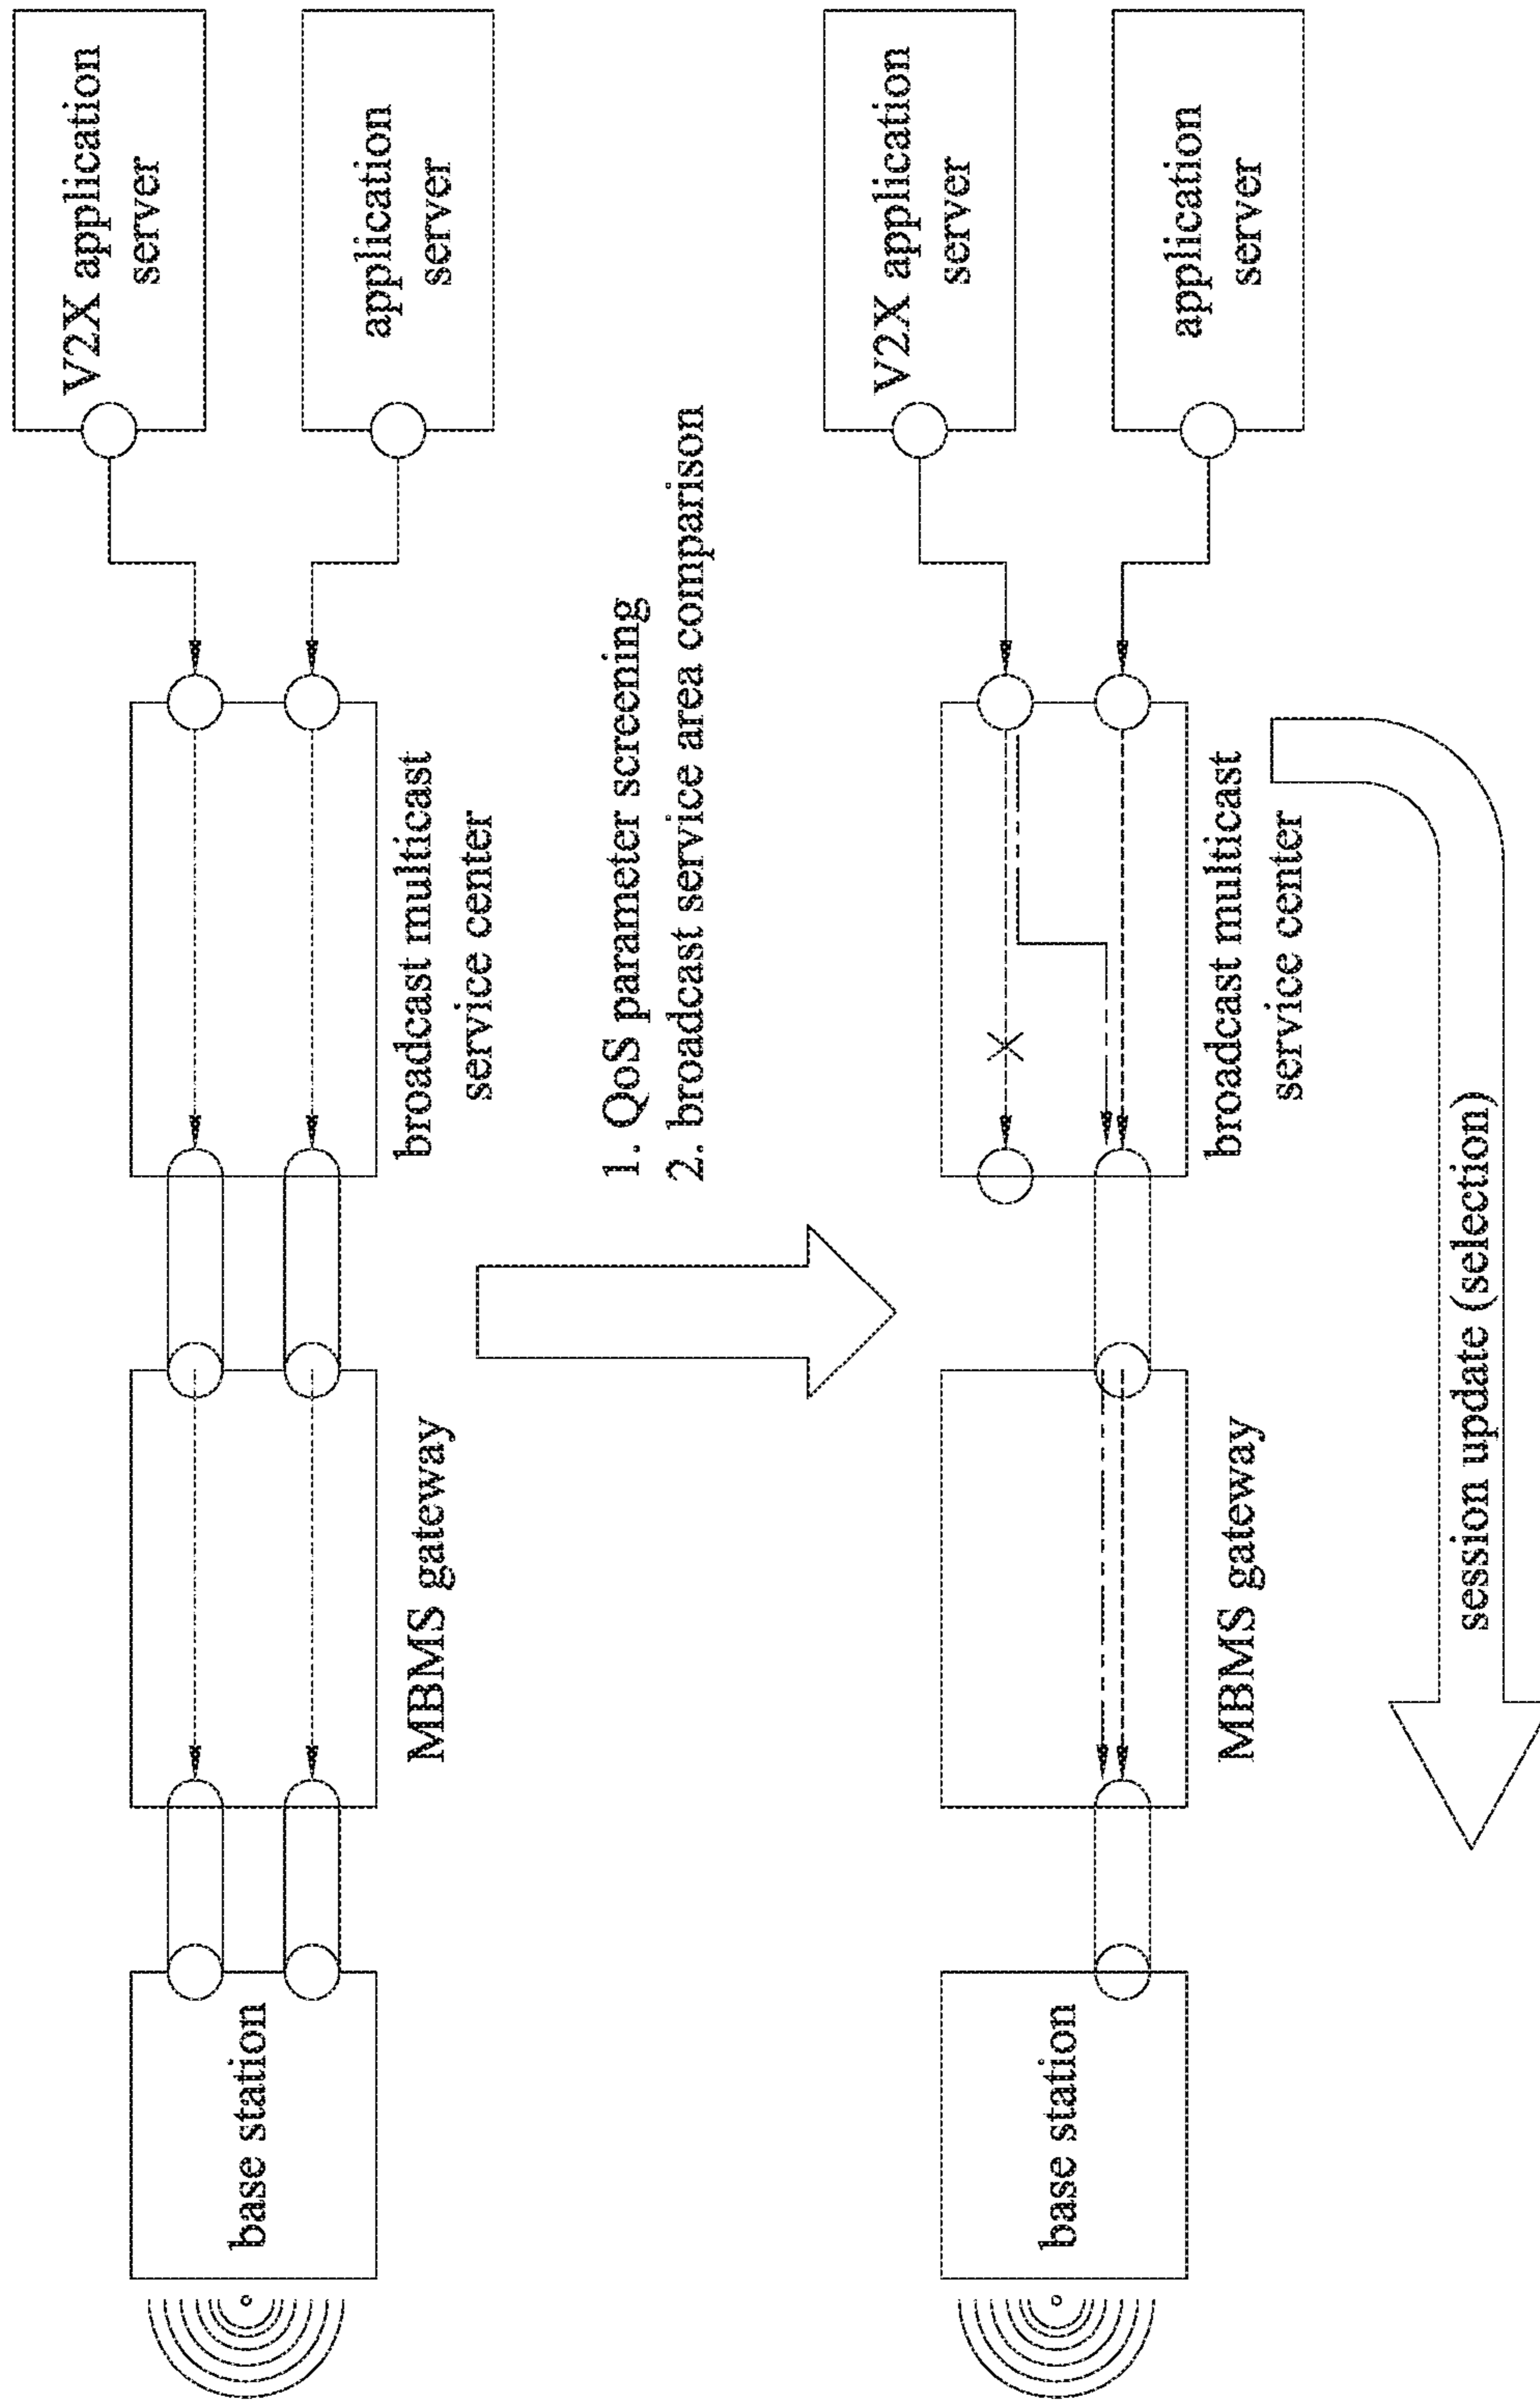 base station
MBMS gateway
broadcast multicast
service center
V2X application
server
application
server
1. QoS parameter screening
2. broadcast service area comparison
base station
MBMS gateway
broadcast multicast
service center
V2X application
server
application
server
session update (selection)